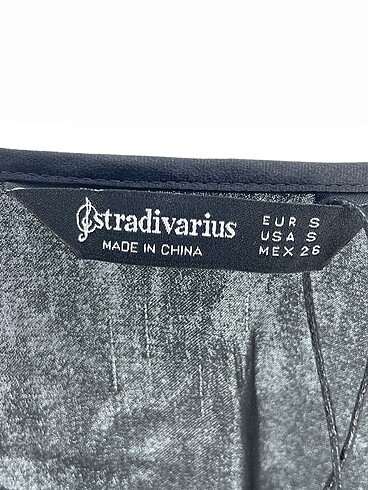 stradivarius
MADE IN CHINA
EUR S
USA S
MEX 26